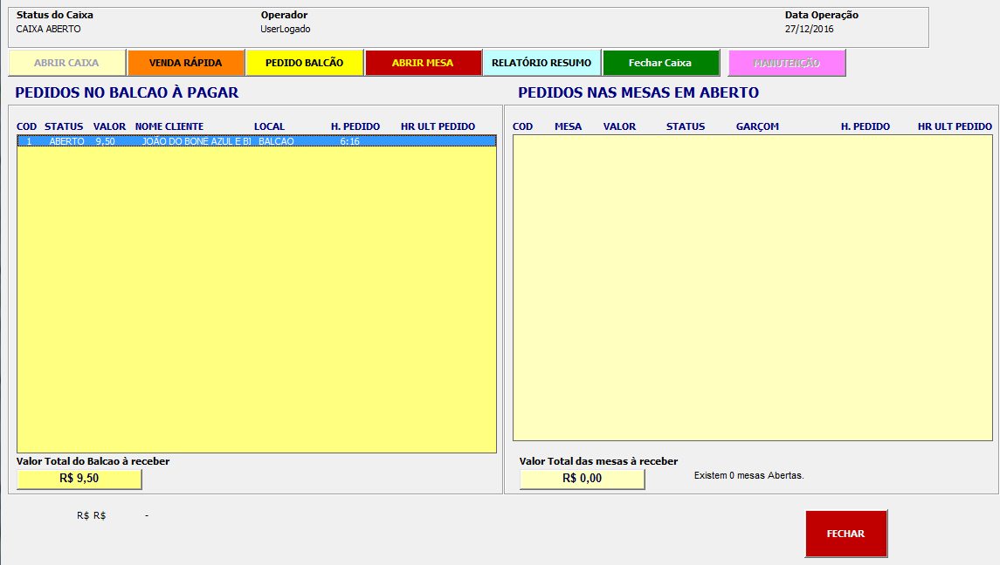 Status do Caixa Operador Data Operação
CAIXA ABERTO UserLogado 27/12/2016
ABRIR CAIXA VENDA RÁPIDA PEDIDO BALCÃO ABRIR MESA RELATÓRIO RESUMO Fechar Caixa MANUTENÇÃO
PEDIDOS NO BALCAO À PAGAR PEDIDOS NAS MESAS EM ABERTO
COD STATUS VALOR NOME CLIENTE LOCAL H. PEDIDO HR ULT PEDIDO COD MESA VALOR STATUS GARÇOM H. PEDIDO HR ULT PEDIDO
1 ABERTO 9,50 JOÃO DO BONÉ AZUL E BI BALCAO 6:16
Valor Total do Balcao à receber Valor Total das mesas à receber
R$ 9,50 R$ 0,00 Existem 0 mesas Abertas.
R$ R$ -
FECHAR